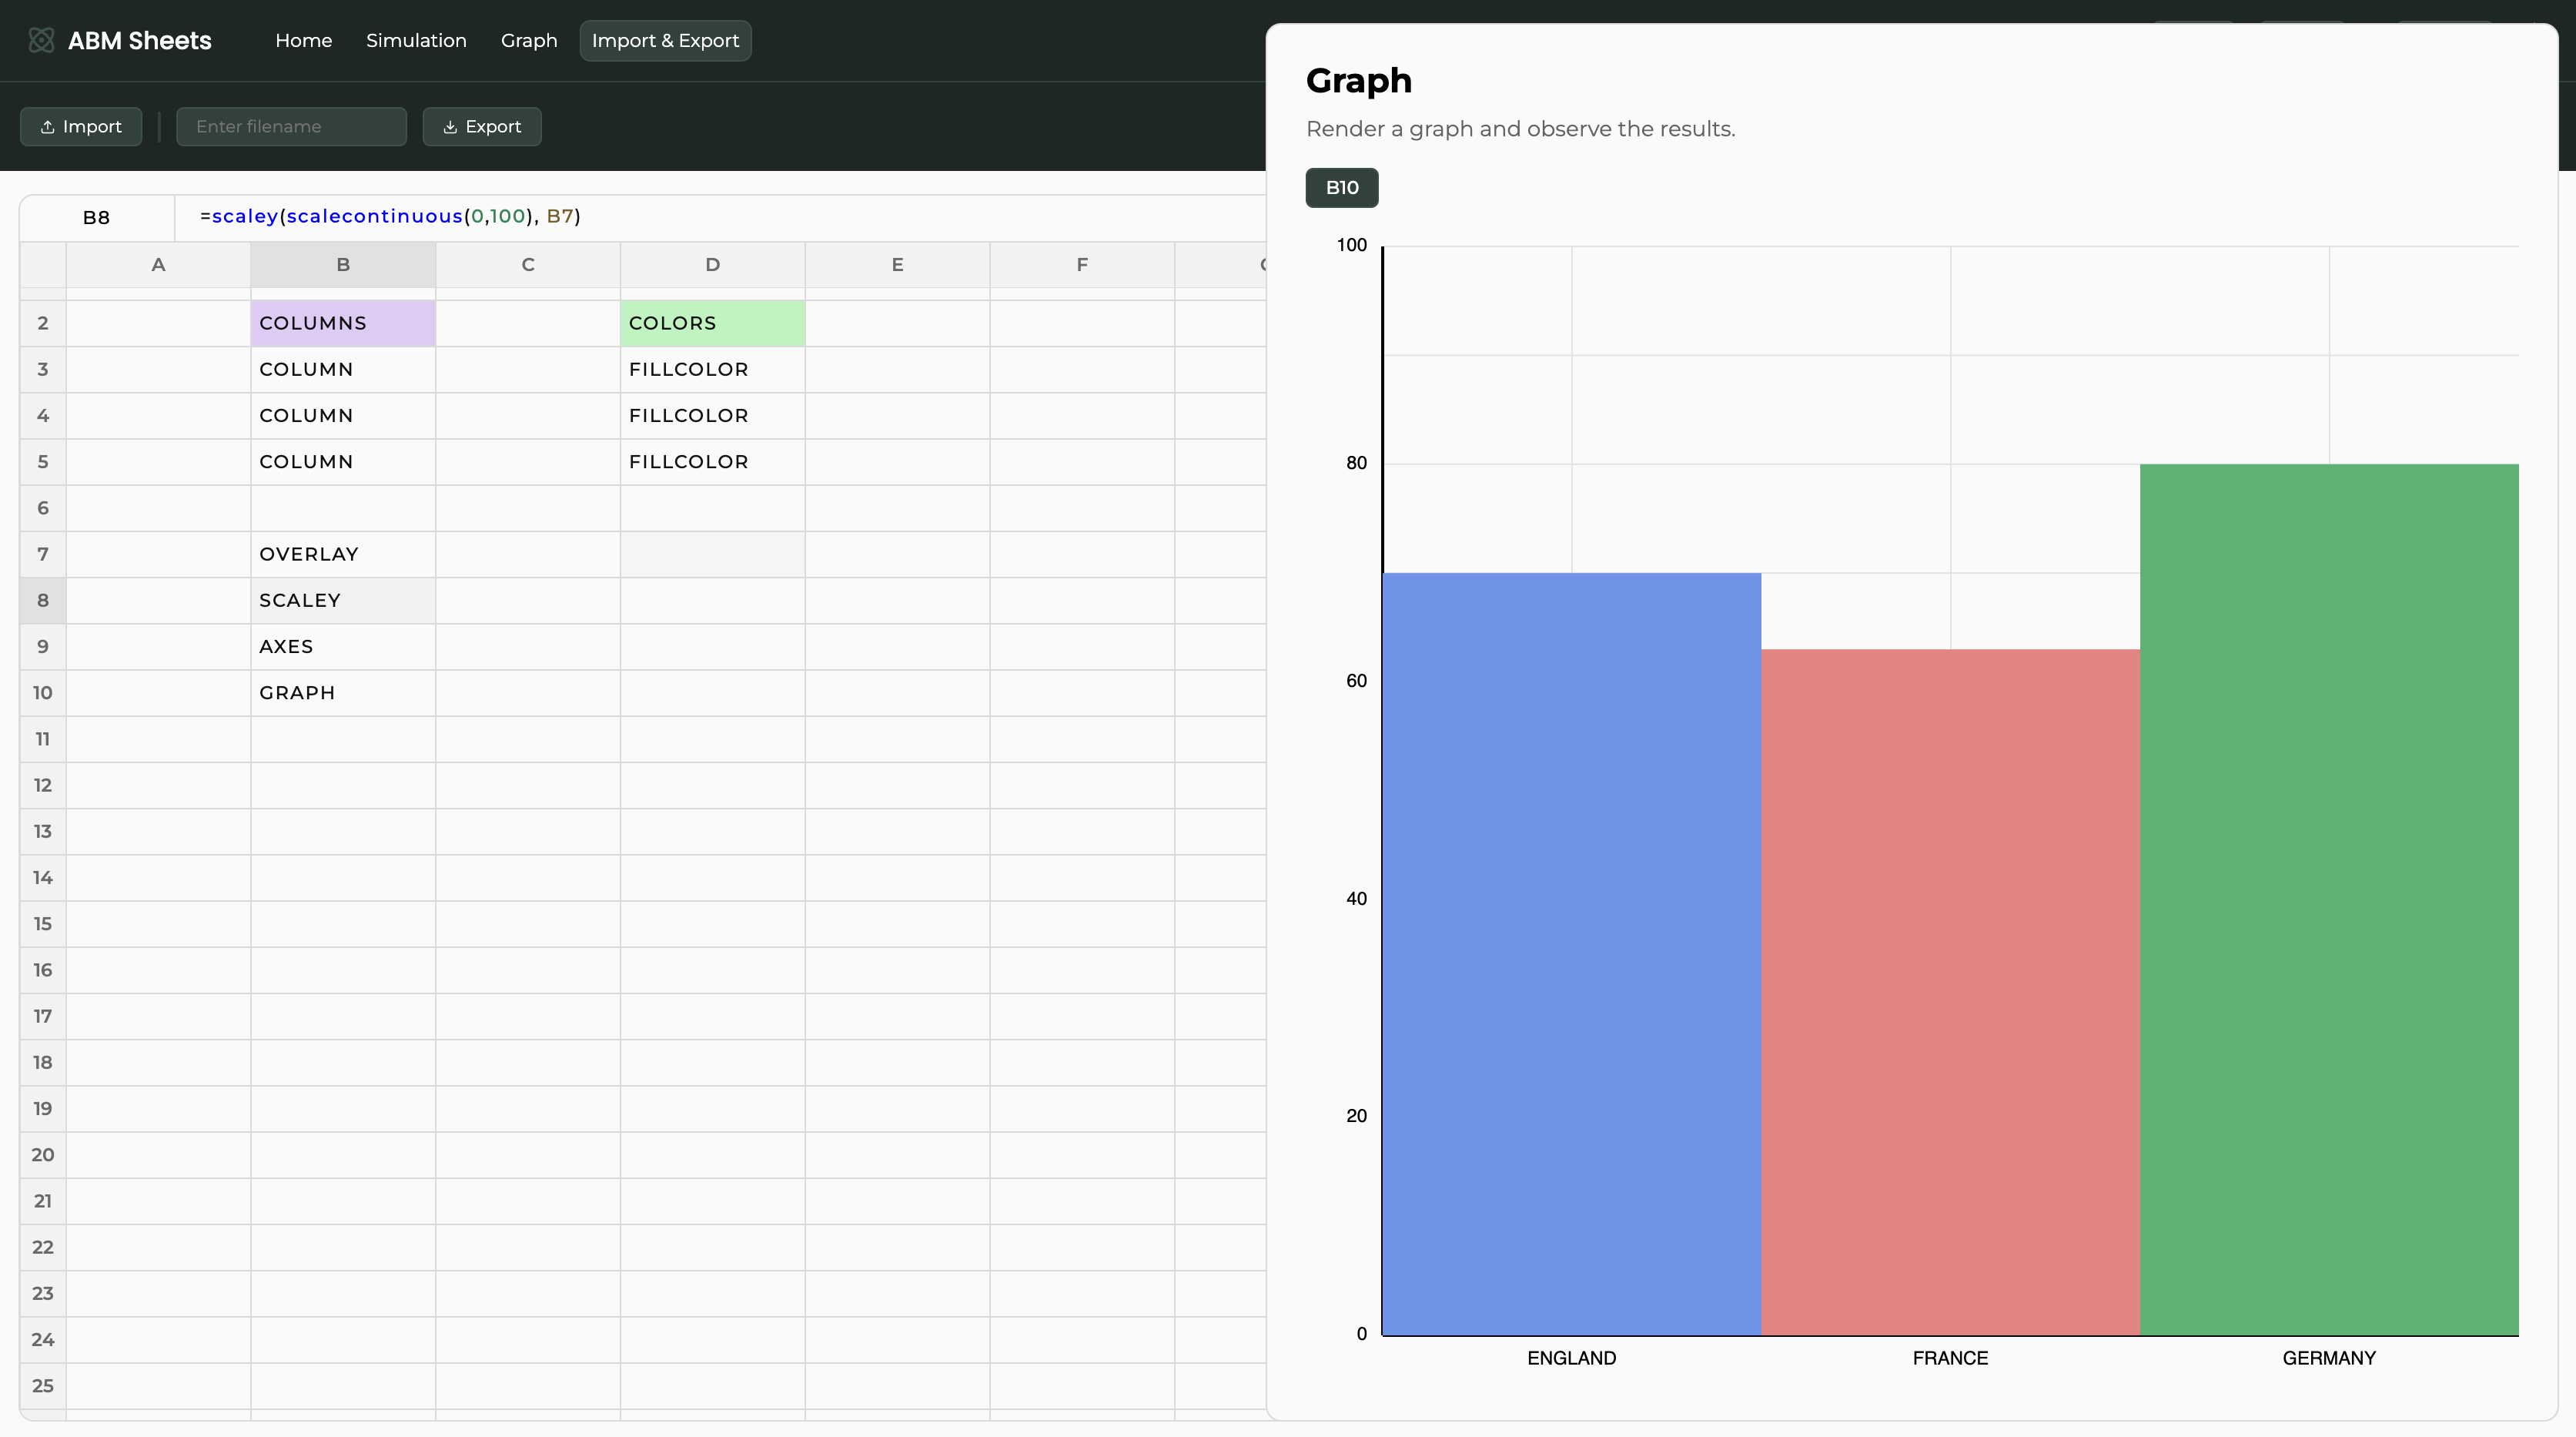 ABM Sheets Home Simulation Graph Import & Export
Import Enter filename Export
B8 =scaley(scalecontinuous(0,100), B7)
A B C D E F
2 COLUMNS COLORS
3 COLUMN FILLCOLOR
4 COLUMN FILLCOLOR
5 COLUMN FILLCOLOR
6
7 OVERLAY
8 SCALEY
9 AXES
10 GRAPH
11
12
13
14
15
16
17
18
19
20
21
22
23
24
25
Graph
Render a graph and observe the results.
B10
100
80
60
40
20
0
ENGLAND FRANCE GERMANY